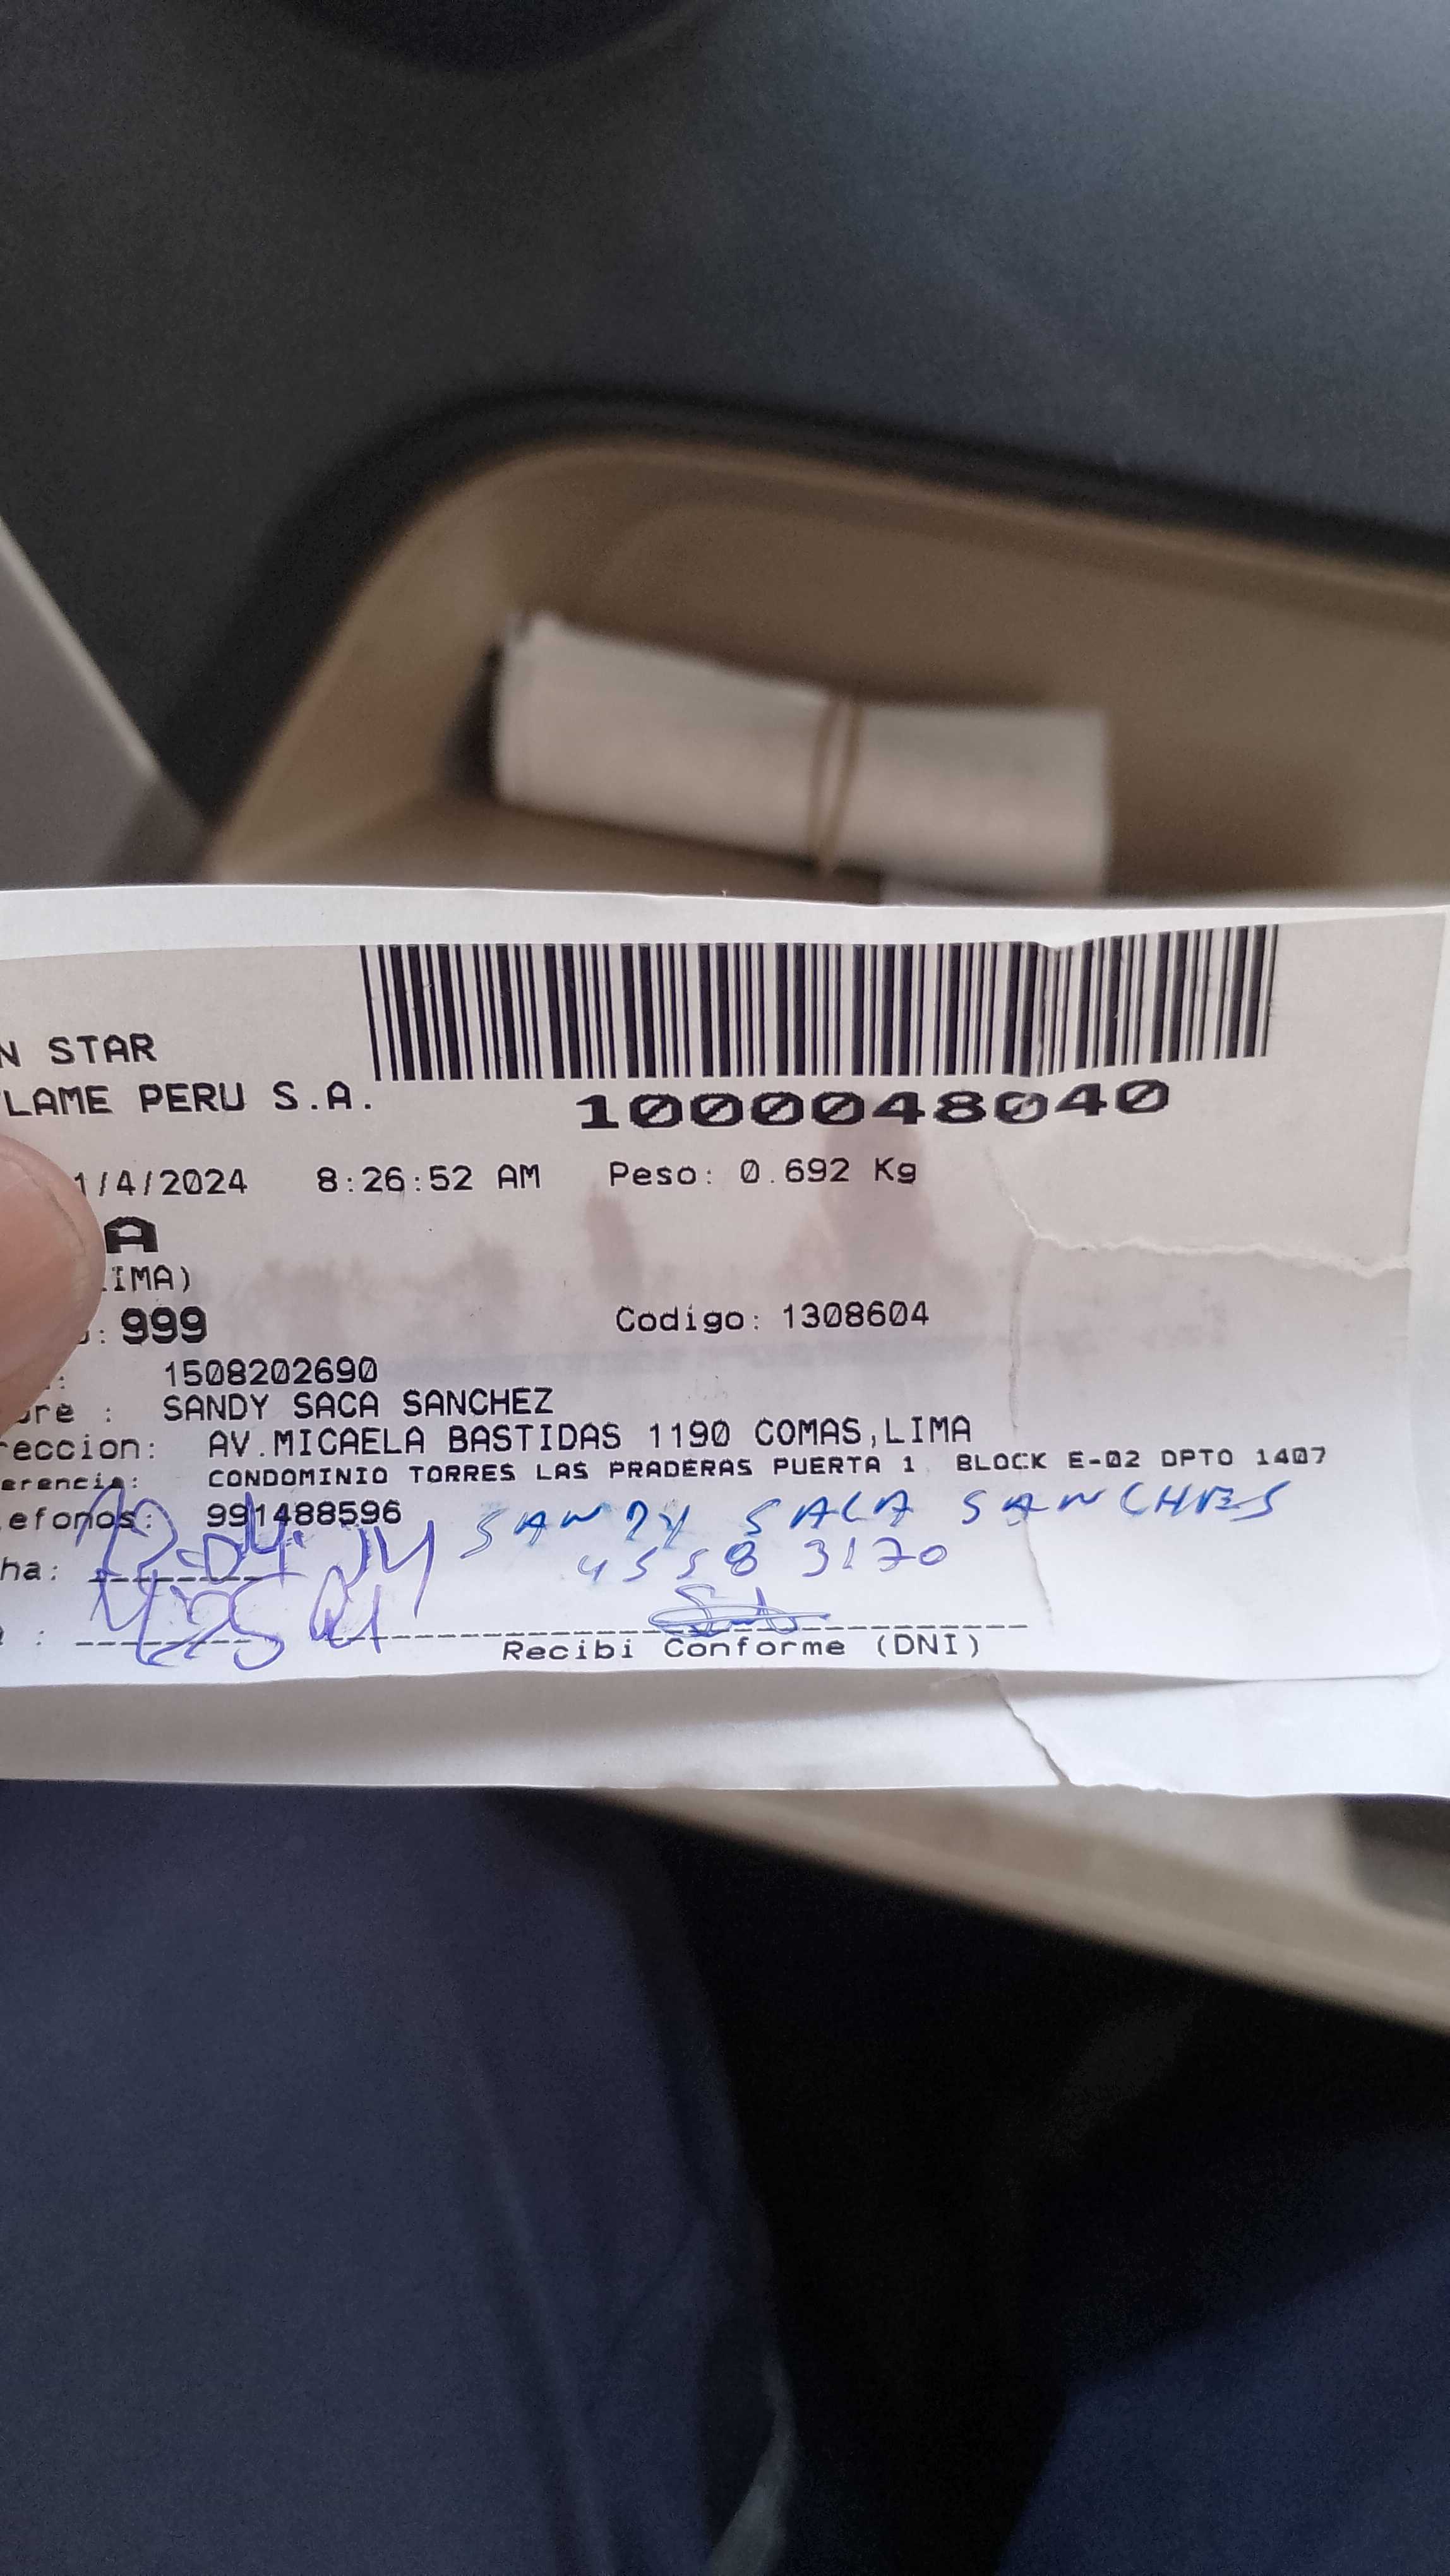 N STAR
LAME PERU S.A.
1000048040
1/4/2024 8:26:52 AM Peso: 0.692 Kg
A
IMA)
: 999 Codigo: 1308604
: 1508202690
bre : SANDY SACA SANCHEZ
reccion: AV.MICAELA BASTIDAS 1190 COMAS,LIMA
erencia: CONDOMINIO TORRES LAS PRADERAS PUERTA 1 BLOCK E-02 DPTO 1407
efonos: 991488596
SANDY SACA SANCHES
ha: 45583170
Recibi Conforme (DNI)